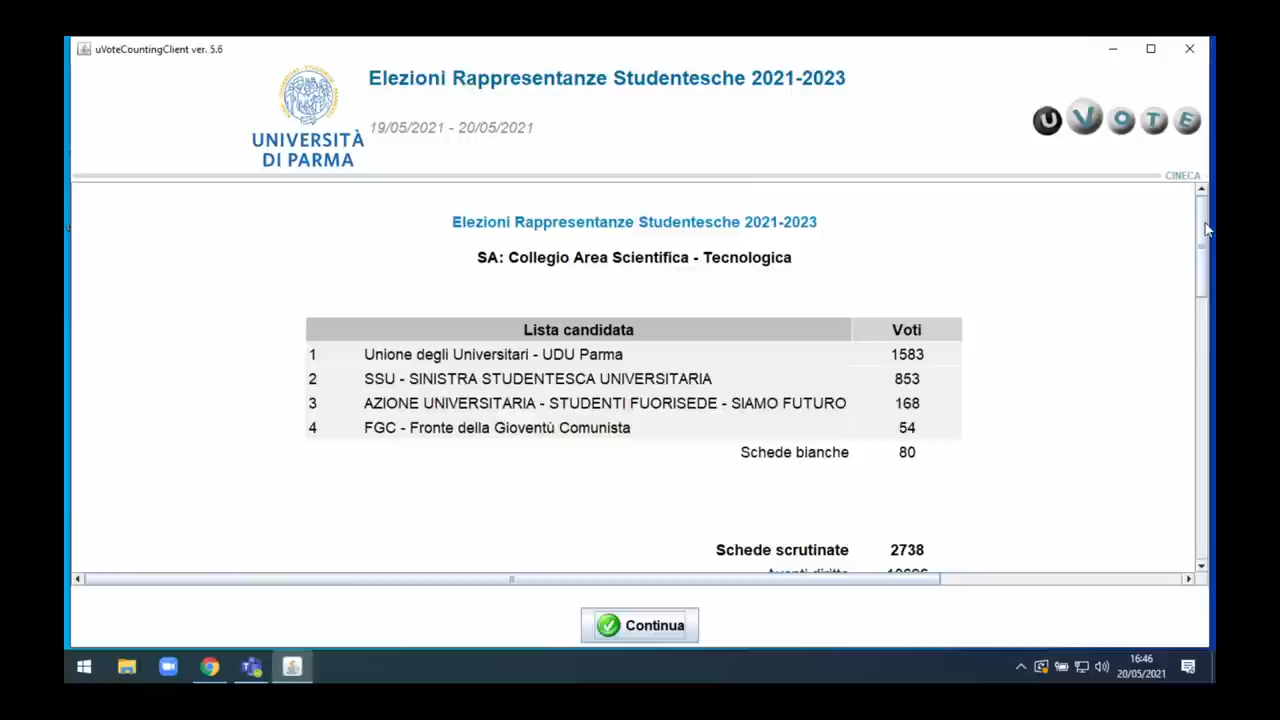 uVoteCountingClient ver. 5.6
Elezioni Rappresentanze Studentesche 2021-2023
19/05/2021 - 20/05/2021
UNIVERSITÀ
DI PARMA
U VOTE
CINECA
Elezioni Rappresentanze Studentesche 2021-2023
SA: Collegio Area Scientifica - Tecnologica
Lista candidata Voti
1 Unione degli Universitari - UDU Parma 1583
2 SSU - SINISTRA STUDENTESCA UNIVERSITARIA 853
3 AZIONE UNIVERSITARIA - STUDENTI FUORISEDE - SIAMO FUTURO 168
4 FGC - Fronte della Gioventù Comunista 54
Schede bianche 80
Schede scrutinate 2738
Aventi diritto
Continua
16:46
20/05/2021